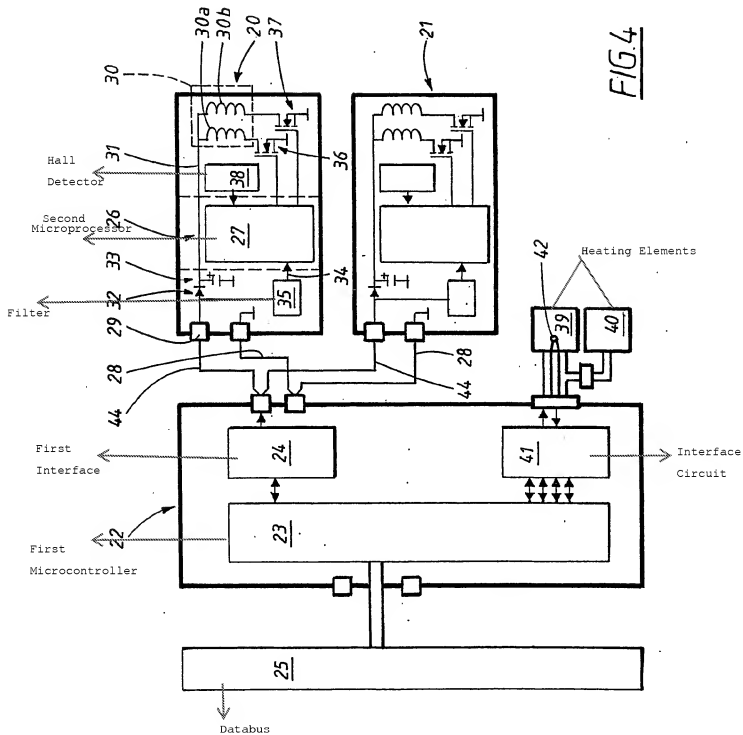 30
30a
30b
20
37
21
FIG.4
31
Hall
Detector
38
36
Second
Microprocessor
26
27
33
34
32
Filter
35
29
28
44
28
44
42
Heating Elements
39
40
First
Interface
24
41
Interface
Circuit
22
23
First
Microcontroller
25
Databus